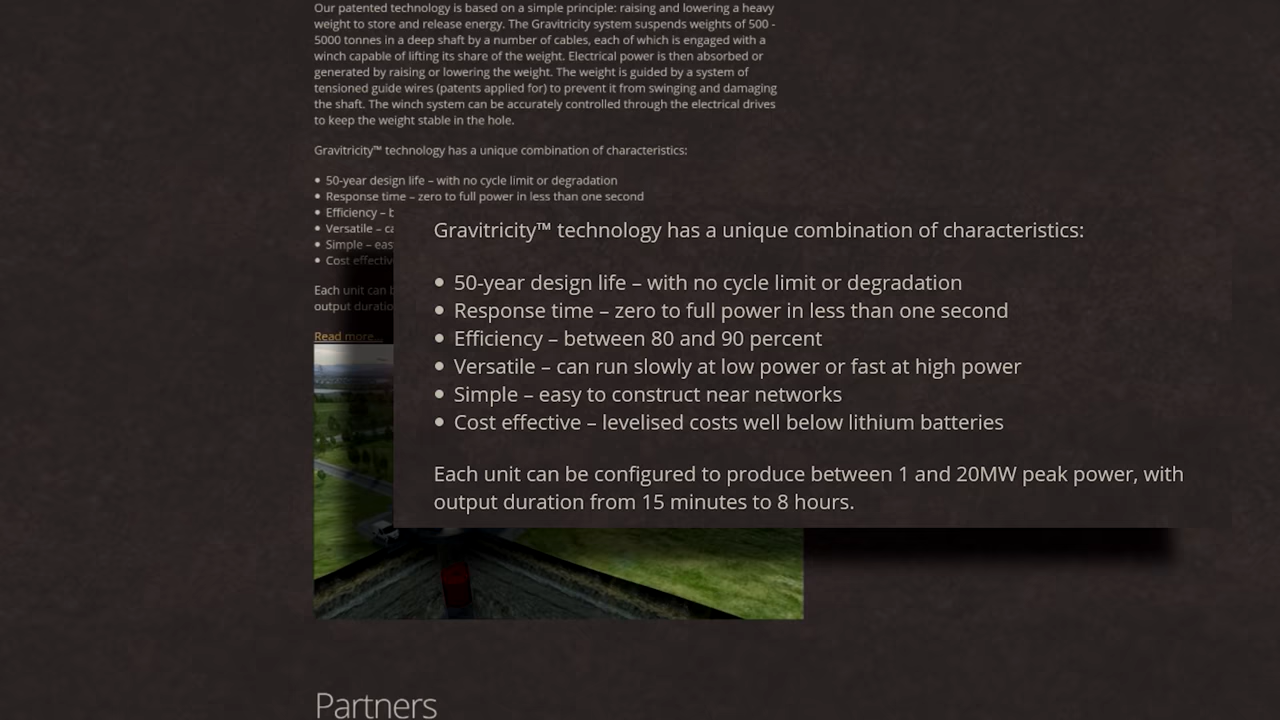 Our patented technology is based on a simple principle: raising and lowering a heavy
weight to store and release energy. The Gravitricity system suspends weights of 500 -
5000 tonnes in a deep shaft by a number of cables, each of which is engaged with a
winch capable of lifting its share of the weight. Electrical power is then absorbed or
generated by raising or lowering the weight. The weight is guided by a system of
tensioned guide wires (patents applied for) to prevent it from swinging and damaging
the shaft. The winch system can be accurately controlled through the electrical drives
to keep the weight stable in the hole.
Gravitricity™ technology has a unique combination of characteristics:
• 50-year design life – with no cycle limit or degradation
• Response time – zero to full power in less than one second
• Efficiency – b
• Versatile – ca
• Simple – eas
• Cost effectiv
Each unit can b
output duratio
Read more...
Gravitricity™ technology has a unique combination of characteristics:
• 50-year design life – with no cycle limit or degradation
• Response time – zero to full power in less than one second
• Efficiency – between 80 and 90 percent
• Versatile – can run slowly at low power or fast at high power
• Simple – easy to construct near networks
• Cost effective – levelised costs well below lithium batteries
Each unit can be configured to produce between 1 and 20MW peak power, with
output duration from 15 minutes to 8 hours.
Partners